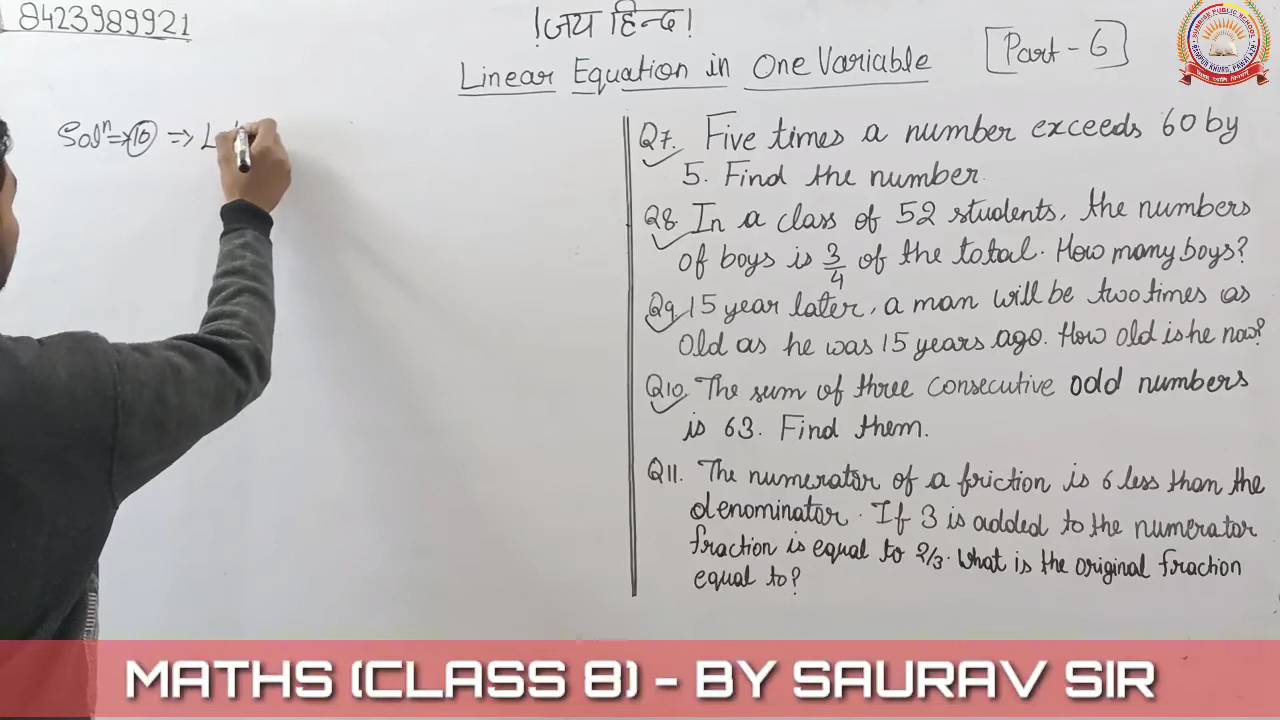 8423989921
!जय हिन्द!
Linear Equation in One Variable
[Part-6]
Solⁿ⇒(10) ⇒ L
Q7. Five times a number exceeds 60 by
5. Find the number.
Q8. In a class of 52 students, the numbers
of boys is 3/4 of the total. How many boys?
Q9. 15 year later, a man will be two times as
Old as he was 15 years ago. How old is he now?
Q10. The sum of three consecutive odd numbers
is 63. Find them.
Q11. The numerator of a friction is 6 less than the
denominator. If 3 is added to the numerator
fraction is equal to 2/3. What is the original fraction
equal to?
MATHS (CLASS 8) - BY SAURAV SIR